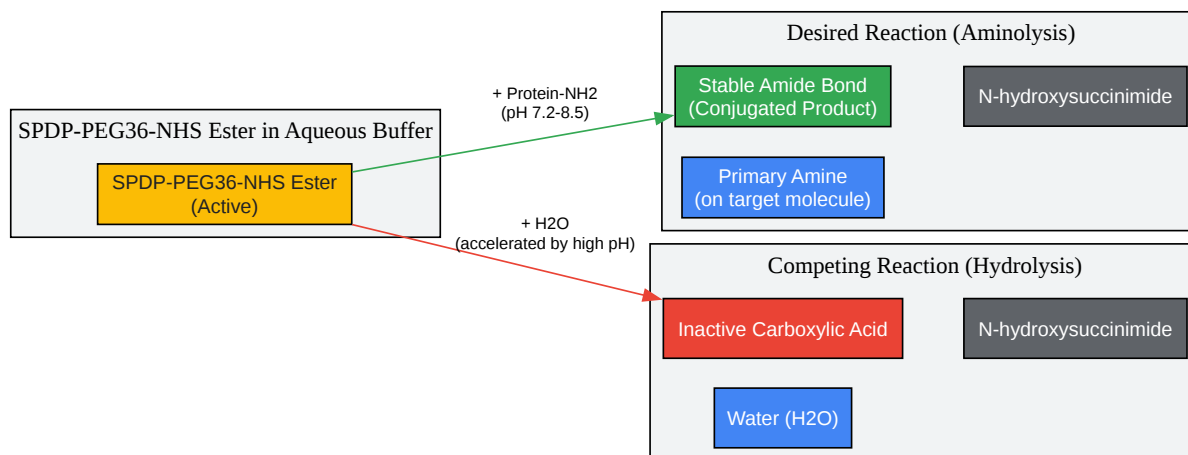 SPDP-PEG36-NHS Ester in Aqueous Buffer
SPDP-PEG36-NHS Ester
(Active)
+ Protein-NH2
(pH 7.2-8.5)
+ H2O
(accelerated by high pH)
Desired Reaction (Aminolysis)
Stable Amide Bond
(Conjugated Product)
N-hydroxysuccinimide
Primary Amine
(on target molecule)
Competing Reaction (Hydrolysis)
Inactive Carboxylic Acid
N-hydroxysuccinimide
Water (H2O)